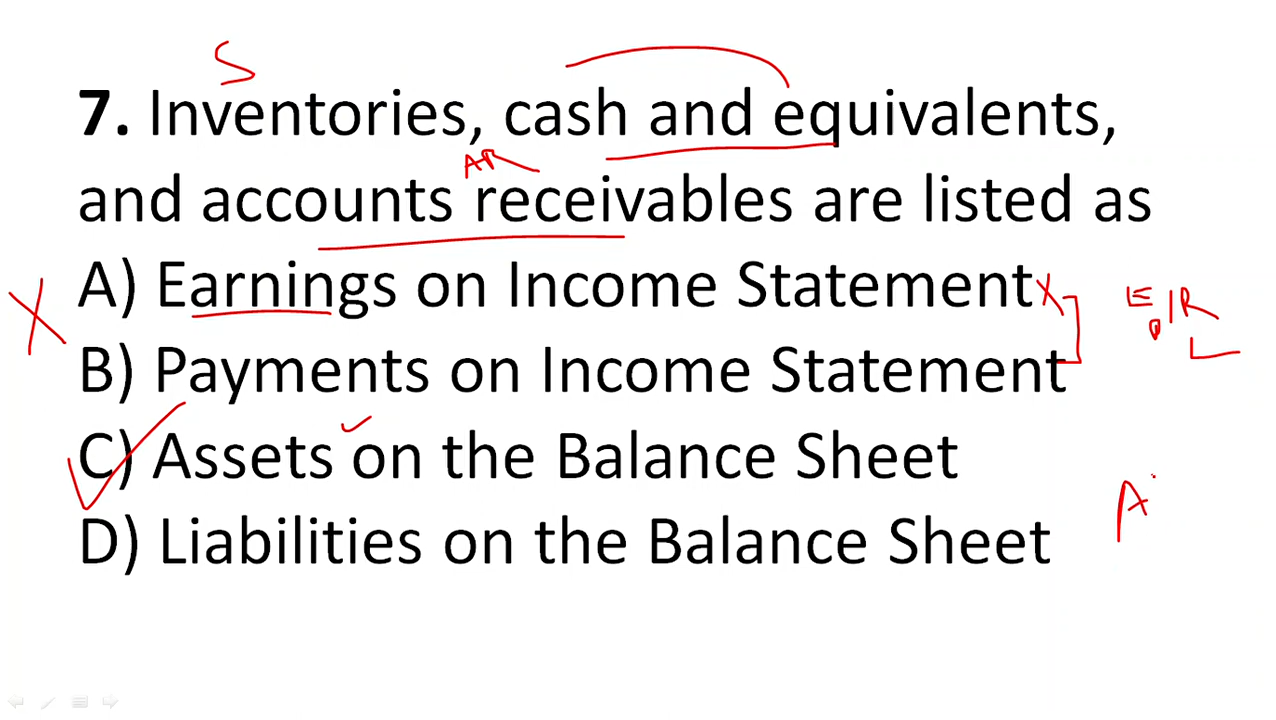 S
7. Inventories, cash and equivalents,
AR
and accounts receivables are listed as
A) Earnings on Income Statement X
E/R
B) Payments on Income Statement
L
C) Assets on the Balance Sheet
A
D) Liabilities on the Balance Sheet